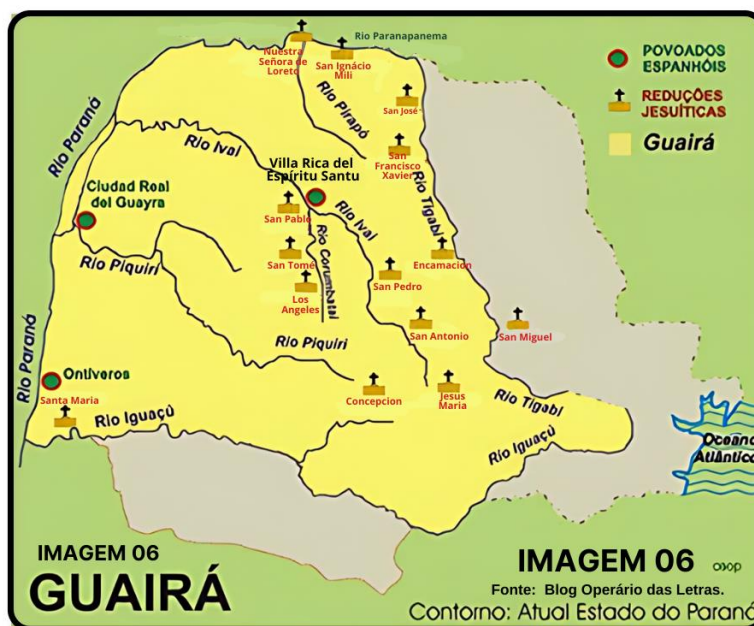 Rio Paranapanema
Nuestra
Señora de
Loreto
San Ignácio
Mili
POVOADOS
ESPANHÓIS
San José
REDUÇÕES
JESUÍTICAS
Rio Pirapó
Guairá
Rio Paraná
Rio Ivaí
San
Francisco
Xavier
Villa Rica del
Espíritu Santu
Rio Tigabi
Ciudad Real
del Guayra
San Pablo
Rio Ivaí
Rio Corumbataí
Rio Piquiri
San Tomé
Encarnacion
San Pedro
Los
Angeles
Rio Piquiri
San Antonio
San Miguel
Rio Paraná
Ontiveros
Santa Maria
Concepcion
Jesus
Maria
Rio Tigabi
Rio Iguaçù
Rio Iguaçù
Oceano
Atlântico
IMAGEM 06
GUAIRÁ
IMAGEM 06
Fonte: Blog Operário das Letras.
Contorno: Atual Estado do Paraná